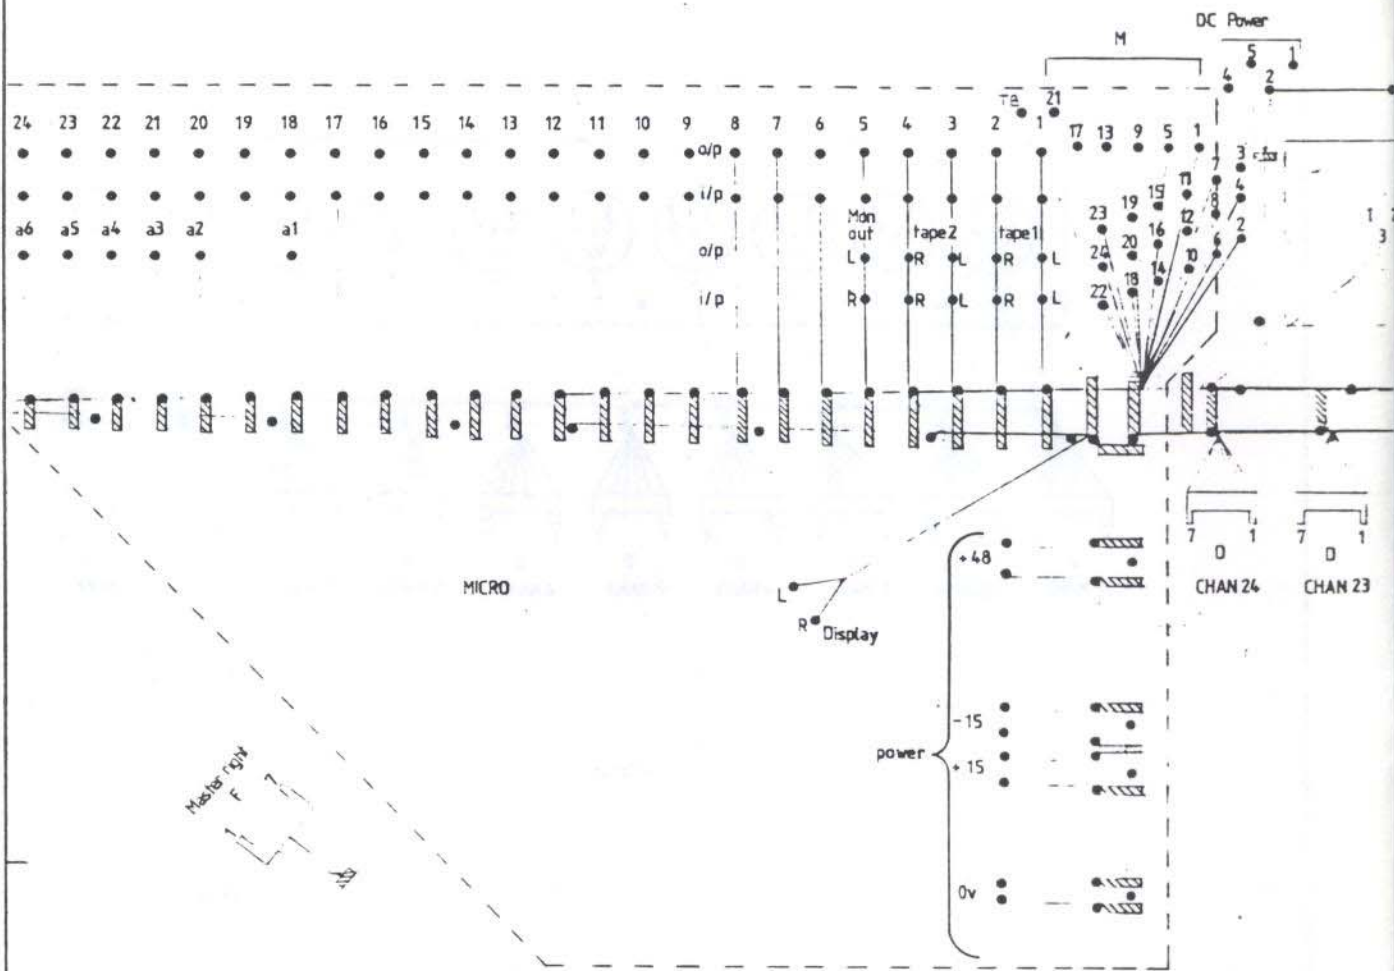 DC Power
M
5 1
4 2
TB 21
24 23 22 21 20 19 18 17 16 15 14 13 12 11 10 9 8 7 6 5 4 3 2 1 17 13 9 5 1
o/p
7 3
i/p
19 15 11 8 4
a6 a5 a4 a3 a2 a1
Mon out tape2 tape1
23 20 16 12 6 2
o/p
L R L R L
24 18 14 10
i/p
R R L R L
22
1
3
+48
7 1 7 1
D D
MICRO
CHAN 24 CHAN 23
L
R Display
-15
power
+15
Master right
F
1 7
0v